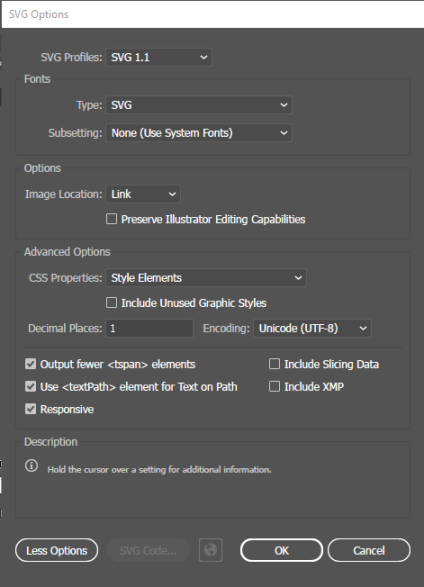 SVG Options
SVG Profiles: SVG 1.1
Fonts
Type: SVG
Subsetting: None (Use System Fonts)
Options
Image Location: Link
Preserve Illustrator Editing Capabilities
Advanced Options
CSS Properties: Style Elements
Include Unused Graphic Styles
Decimal Places: 1 Encoding: Unicode (UTF-8)
Output fewer <tspan> elements Include Slicing Data
Use <textPath> element for Text on Path Include XMP
Responsive
Description
Hold the cursor over a setting for additional information.
Less Options SVG Code... OK Cancel